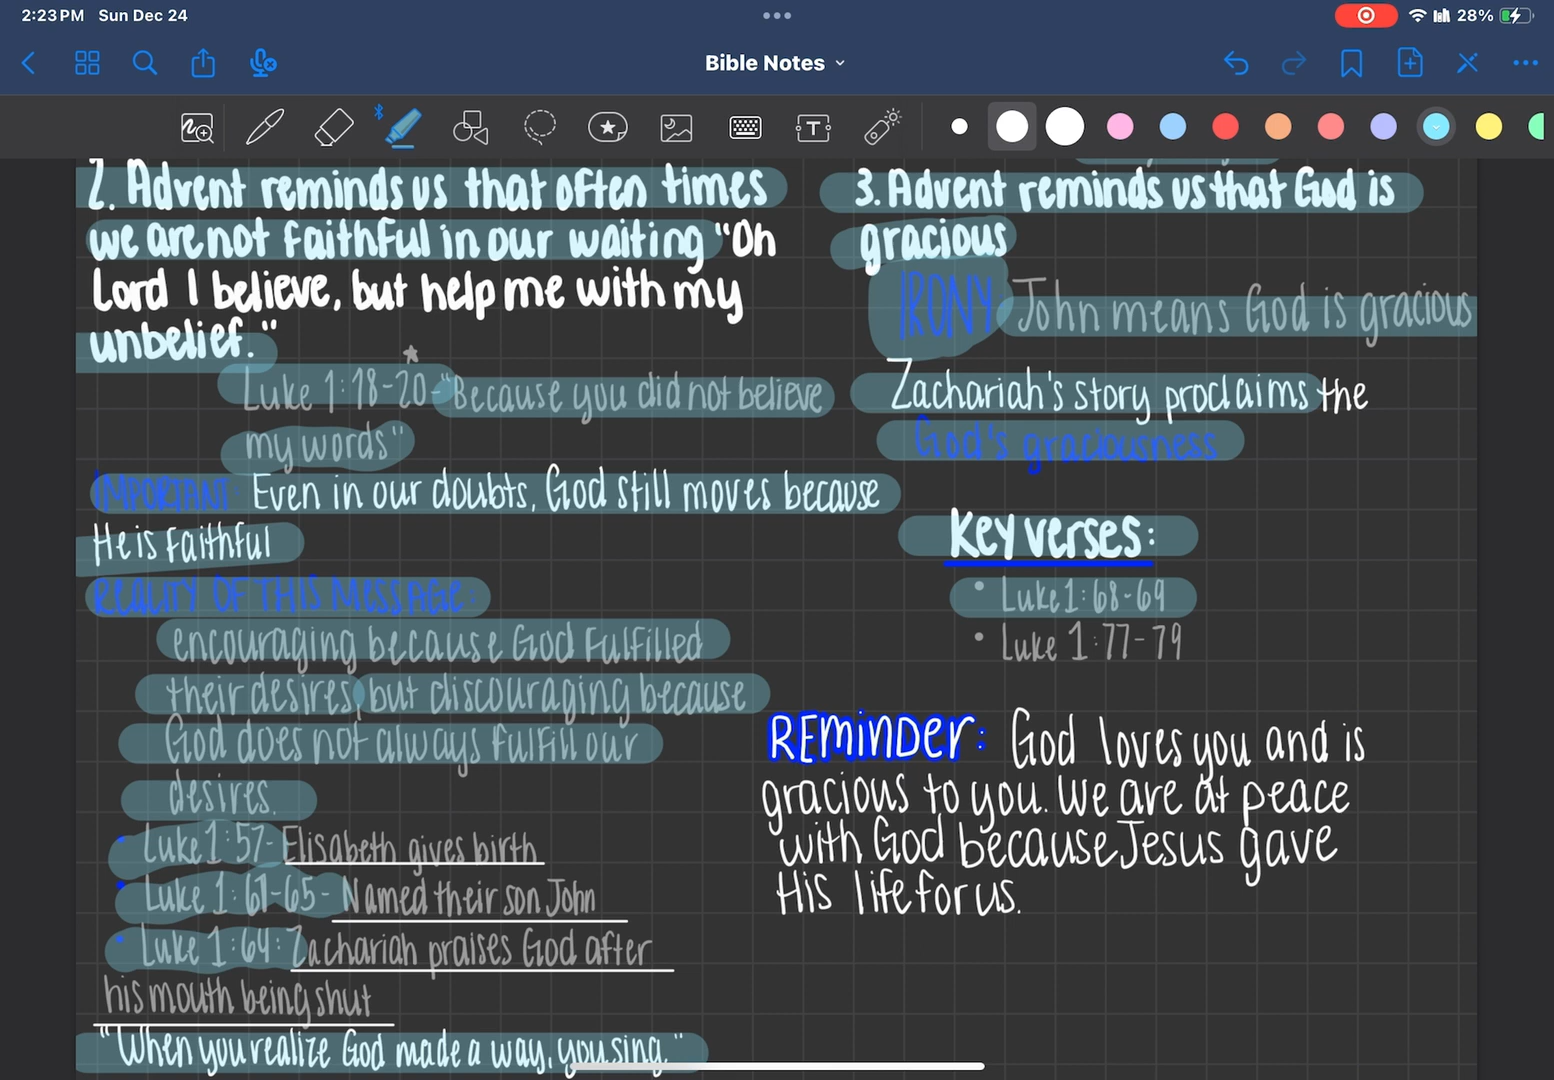 2:23 PM Sun Dec 24
28%
Bible Notes
2. Advent reminds us that often times
we are not faithful in our waiting "Oh
Lord I believe, but help me with my
unbelief."
Luke 1:18-20-"Because you did not believe
my words"
IMPORTANT: Even in our doubts, God still moves because
He is faithful
REALITY OF THIS MESSAGE:
encouraging because God fulfilled
their desires, but discouraging because
God does not always fulfill our
desires.
Luke 1:57- Elisabeth gives birth
Luke 1:61-65- Named their son John
Luke 1:64: Zachariah praises God after
his mouth being shut
"When you realize God made a way, you sing."
3. Advent reminds us that God is
gracious
IRONY John means God is gracious
Zachariah's story proclaims the
God's graciousness
Key verses:
• Luke 1:68-69
• Luke 1:77-79
REMINDER: God loves you and is
gracious to you. We are at peace
with God because Jesus gave
His life for us.